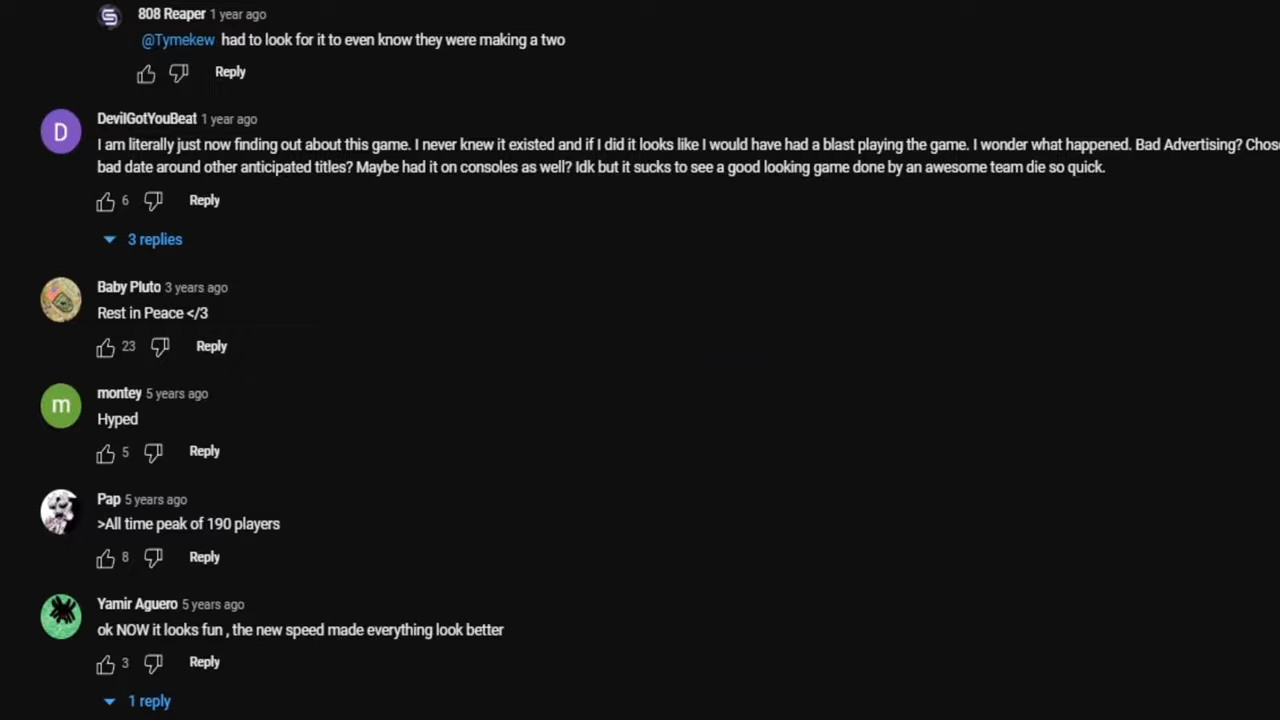 808 Reaper 1 year ago
@Tymekew had to look for it to even know they were making a two
Reply
D
DevilGotYouBeat 1 year ago
I am literally just now finding out about this game. I never knew it existed and if I did it looks like I would have had a blast playing the game. I wonder what happened. Bad Advertising? Chose
bad date around other anticipated titles? Maybe had it on consoles as well? Idk but it sucks to see a good looking game done by an awesome team die so quick.
6 Reply
3 replies
Baby Pluto 3 years ago
Rest in Peace </3
23 Reply
m
montey 5 years ago
Hyped
5 Reply
Pap 5 years ago
>All time peak of 190 players
8 Reply
Yamir Aguero 5 years ago
ok NOW it looks fun , the new speed made everything look better
3 Reply
1 reply